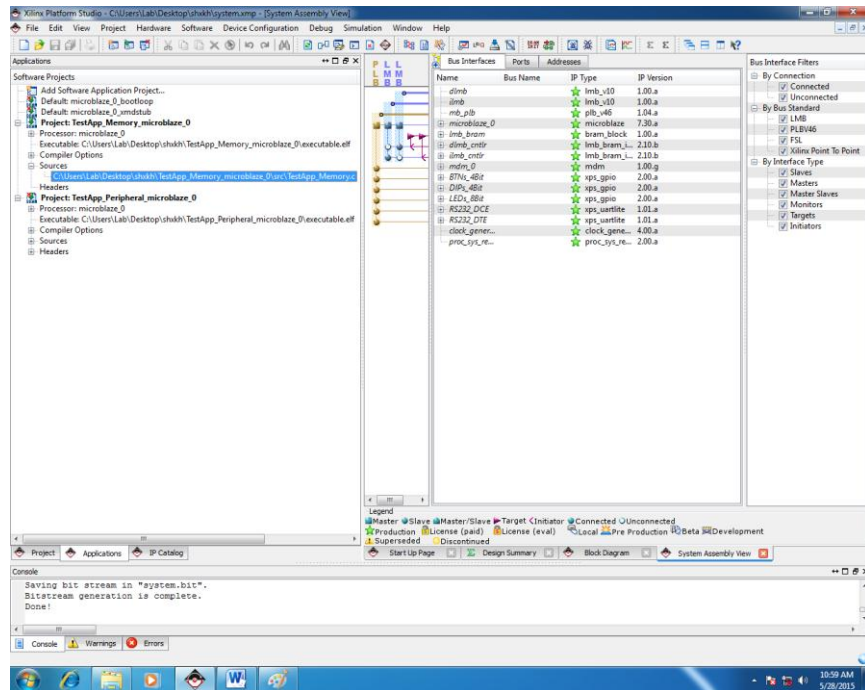 Xilinx Platform Studio - C:\Users\Lab\Desktop\shxkh\system.xmp - [System Assembly View]
File Edit View Project Hardware Software Device Configuration Debug Simulation Window Help
Applications
Software Projects
Add Software Application Project...
Default: microblaze_0_bootloop
Default: microblaze_0_xmdstub
Project: TestApp_Memory_microblaze_0
Processor: microblaze_0
Executable: C:\Users\Lab\Desktop\shxkh\TestApp_Memory_microblaze_0\executable.elf
Compiler Options
Sources
C:\Users\Lab\Desktop\shxkh\TestApp_Memory_microblaze_0\src\TestApp_Memory.c
Headers
Project: TestApp_Peripheral_microblaze_0
Processor: microblaze_0
Executable: C:\Users\Lab\Desktop\shxkh\TestApp_Peripheral_microblaze_0\executable.elf
Compiler Options
Sources
Headers
Project Applications IP Catalog
P L L
L M M
B B B
Bus Interfaces Ports Addresses
Name Bus Name IP Type IP Version
dlmb lmb_v10 1.00.a
ilmb lmb_v10 1.00.a
mb_plb plb_v46 1.04.a
microblaze_0 microblaze 7.30.a
lmb_bram bram_block 1.00.a
dlmb_cntlr lmb_bram_i... 2.10.b
ilmb_cntlr lmb_bram_i... 2.10.b
mdm_0 mdm 1.00.g
BTNs_4Bit xps_gpio 2.00.a
DIPs_4Bit xps_gpio 2.00.a
LEDs_8Bit xps_gpio 2.00.a
RS232_DCE xps_uartlite 1.01.a
RS232_DTE xps_uartlite 1.01.a
clock_gener... clock_gene... 4.00.a
proc_sys_re... proc_sys_re... 2.00.a
Legend
Master Slave Master/Slave Target Initiator Connected Unconnected
Production License (paid) License (eval) Local Pre Production Beta Development
Superseded Discontinued
Start Up Page Design Summary Block Diagram System Assembly View
Bus Interface Filters
By Connection
Connected
Unconnected
By Bus Standard
LMB
PLBV46
FSL
Xilinx Point To Point
By Interface Type
Slaves
Masters
Master Slaves
Monitors
Targets
Initiators
Console
Saving bit stream in "system.bit".
Bitstream generation is complete.
Done!
Console Warnings Errors
10:59 AM
5/28/2015